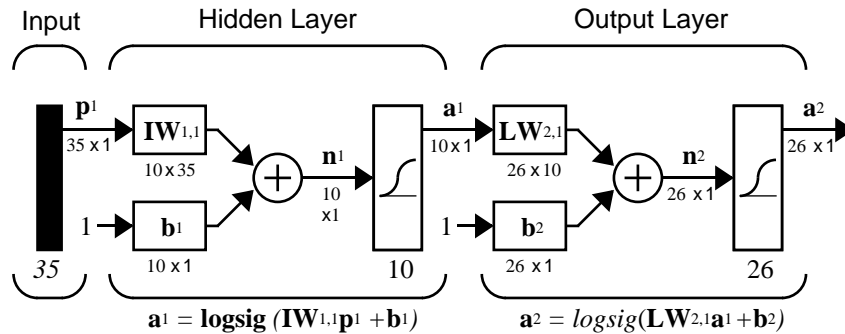 Input
Hidden Layer
Output Layer
p1
a1
a2
IW1,1
LW2,1
35 x 1
n1
10 x 1
n2
26 x 1
10 x 35
26 x 10
10
x1
26 x 1
1
b1
1
b2
35
10 x 1
10
26 x 1
26
a1 = logsig (IW1,1p1 +b1)
a2 = logsig(LW2,1a1+b2)